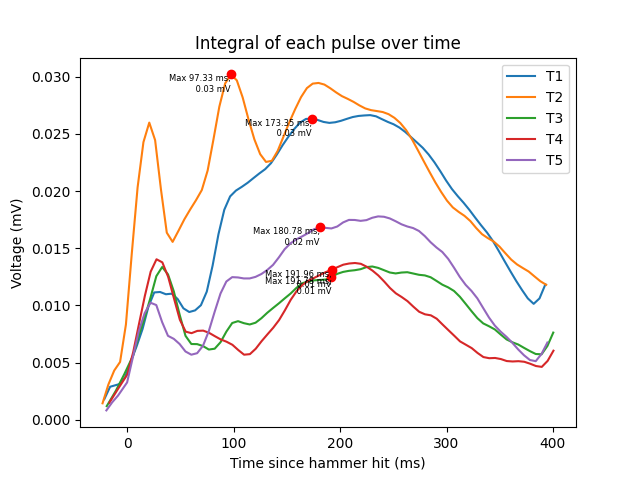 Integral of each pulse over time
Voltage (mV)
0.030
0.025
0.020
0.015
0.010
0.005
0.000
Max 97.33 ms,
0.03 mV
Max 173.35 ms,
0.03 mV
Max 180.78 ms,
0.02 mV
Max 191.96 ms,
0.01 mV
0.01 mV
T1
T2
T3
T4
T5
0
100
200
300
400
Time since hammer hit (ms)